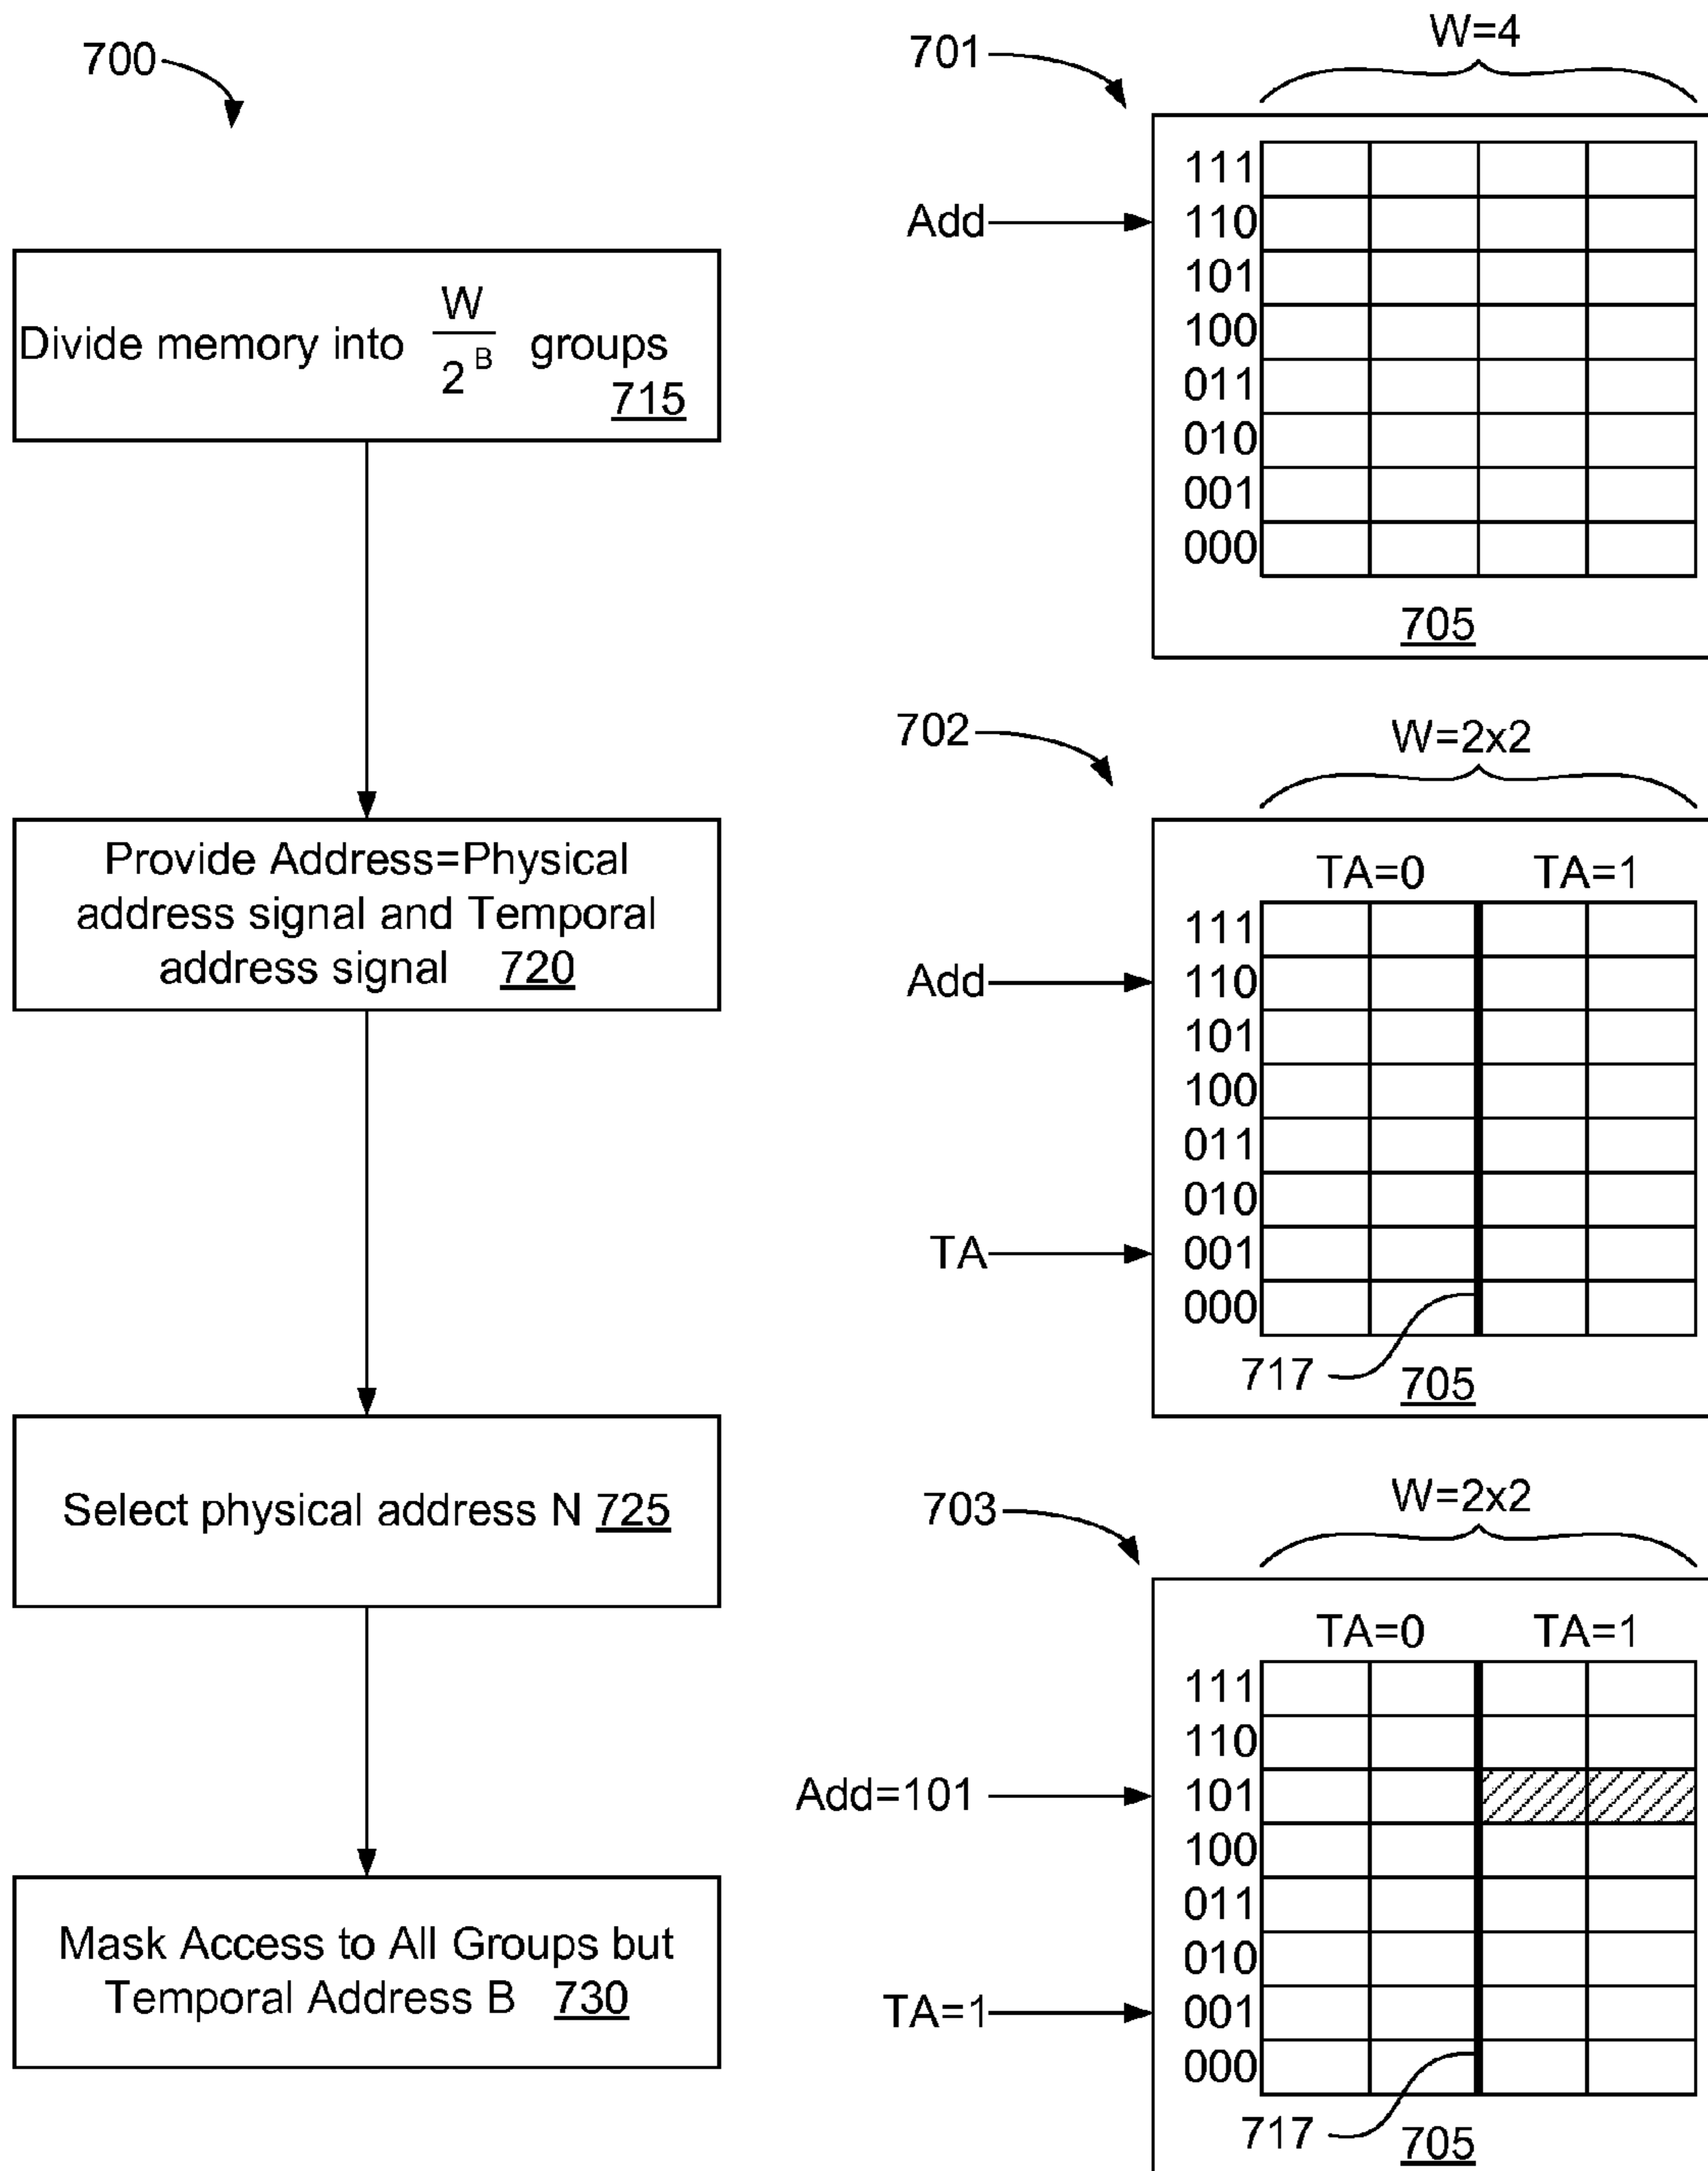 700
Divide memory into W/2^B groups
715
Provide Address=Physical
address signal and Temporal
address signal 720
Select physical address N 725
Mask Access to All Groups but
Temporal Address B 730
701
W=4
Add
111
110
101
100
011
010
001
000
705
702
W=2x2
TA=0 TA=1
Add
TA
111
110
101
100
011
010
001
000
717
705
703
W=2x2
TA=0 TA=1
Add=101
TA=1
111
110
101
100
011
010
001
000
717
705